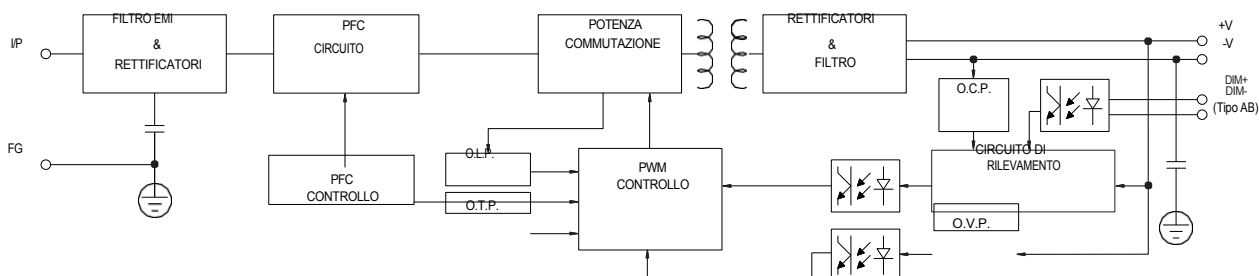 FILTRO EMI
&
RETTIFICATORI
PFC
CIRCUITO
POTENZA
COMMUTAZIONE
RETTIFICATORI
&
FILTRO
I/P
+V
-V
DIM+
DIM-
(Tipo AB)
O.C.P.
FG
O.L.P.
PFC
CONTROLLO
O.T.P.
PWM
CONTROLLO
CIRCUITO DI
RILEVAMENTO
O.V.P.